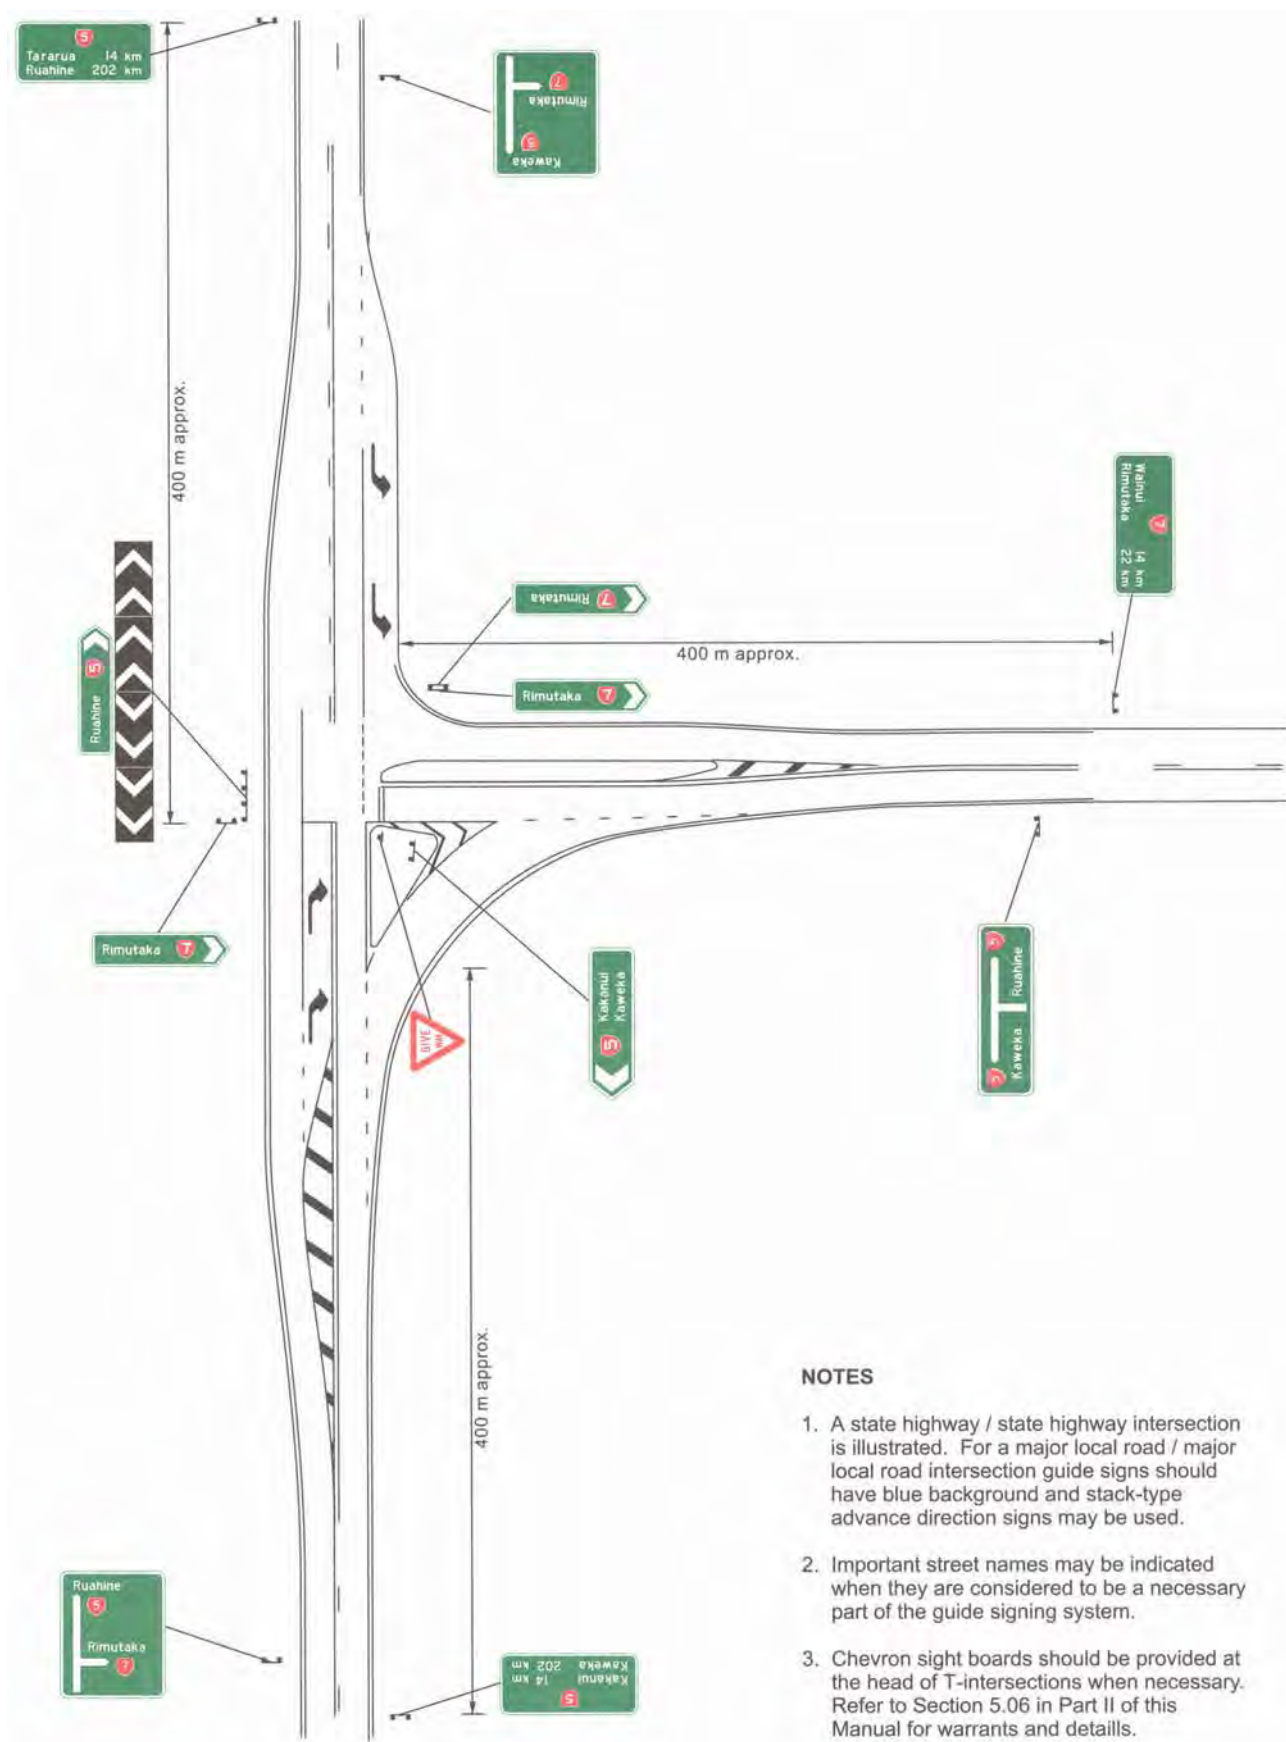 5
Tararua 14 km
Ruahine 202 km
7
Rimutaka
5
Kaweka
400 m approx.
Wainui 14 km
Rimutaka 22 km
7
Rimutaka 7
400 m approx.
Rimutaka 7
Ruahine 5
Rimutaka 7
Kakanui
Kaweka
5
GIVE
WAY
5 Ruahine
5 Kaweka
400 m approx.
Ruahine
5
Rimutaka
7
5
Kakanui 14 km
Kaweka 202 km
NOTES
1. A state highway / state highway intersection
is illustrated. For a major local road / major
local road intersection guide signs should
have blue background and stack-type
advance direction signs may be used.
2. Important street names may be indicated
when they are considered to be a necessary
part of the guide signing system.
3. Chevron sight boards should be provided at
the head of T-intersections when necessary.
Refer to Section 5.06 in Part II of this
Manual for warrants and detaills.